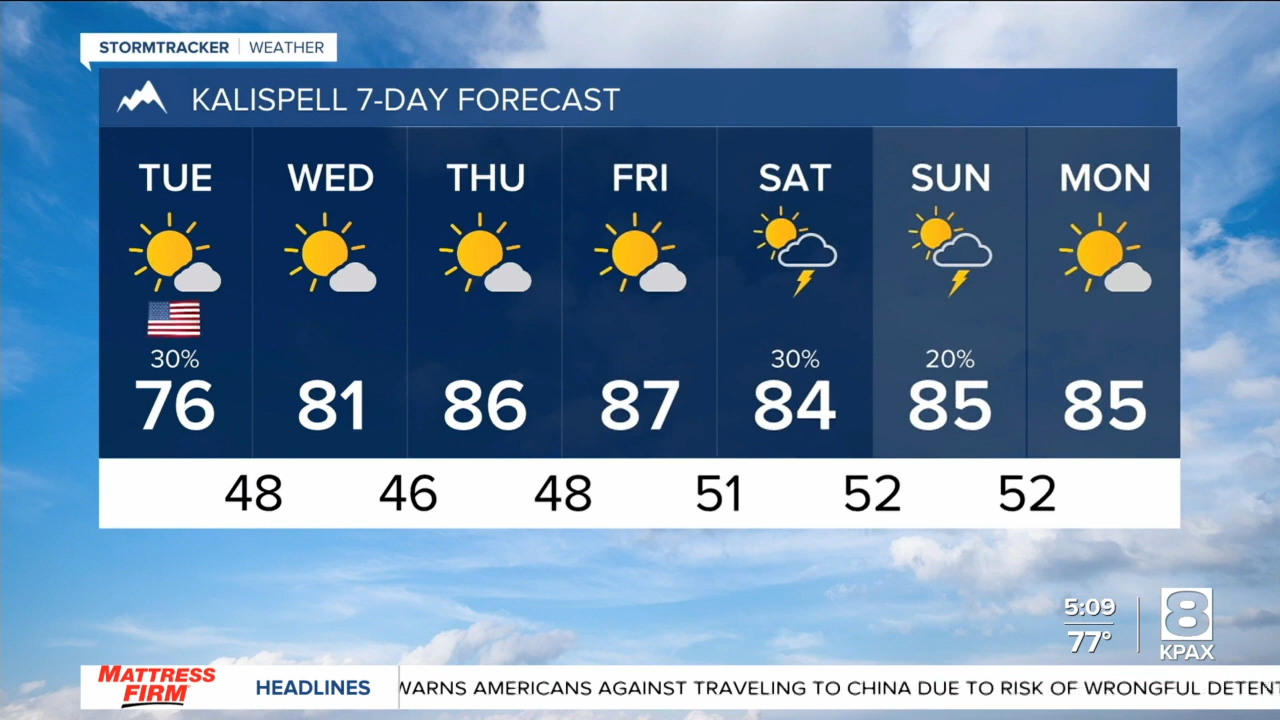 STORMTRACKER | WEATHER
KALISPELL 7-DAY FORECAST
TUE WED THU FRI SAT SUN MON
30% 30% 20%
76 81 86 87 84 85 85
48 46 48 51 52 52
5:09
77°
8
KPAX
MATTRESS
FIRM
HEADLINES
WARNS AMERICANS AGAINST TRAVELING TO CHINA DUE TO RISK OF WRONGFUL DETENT